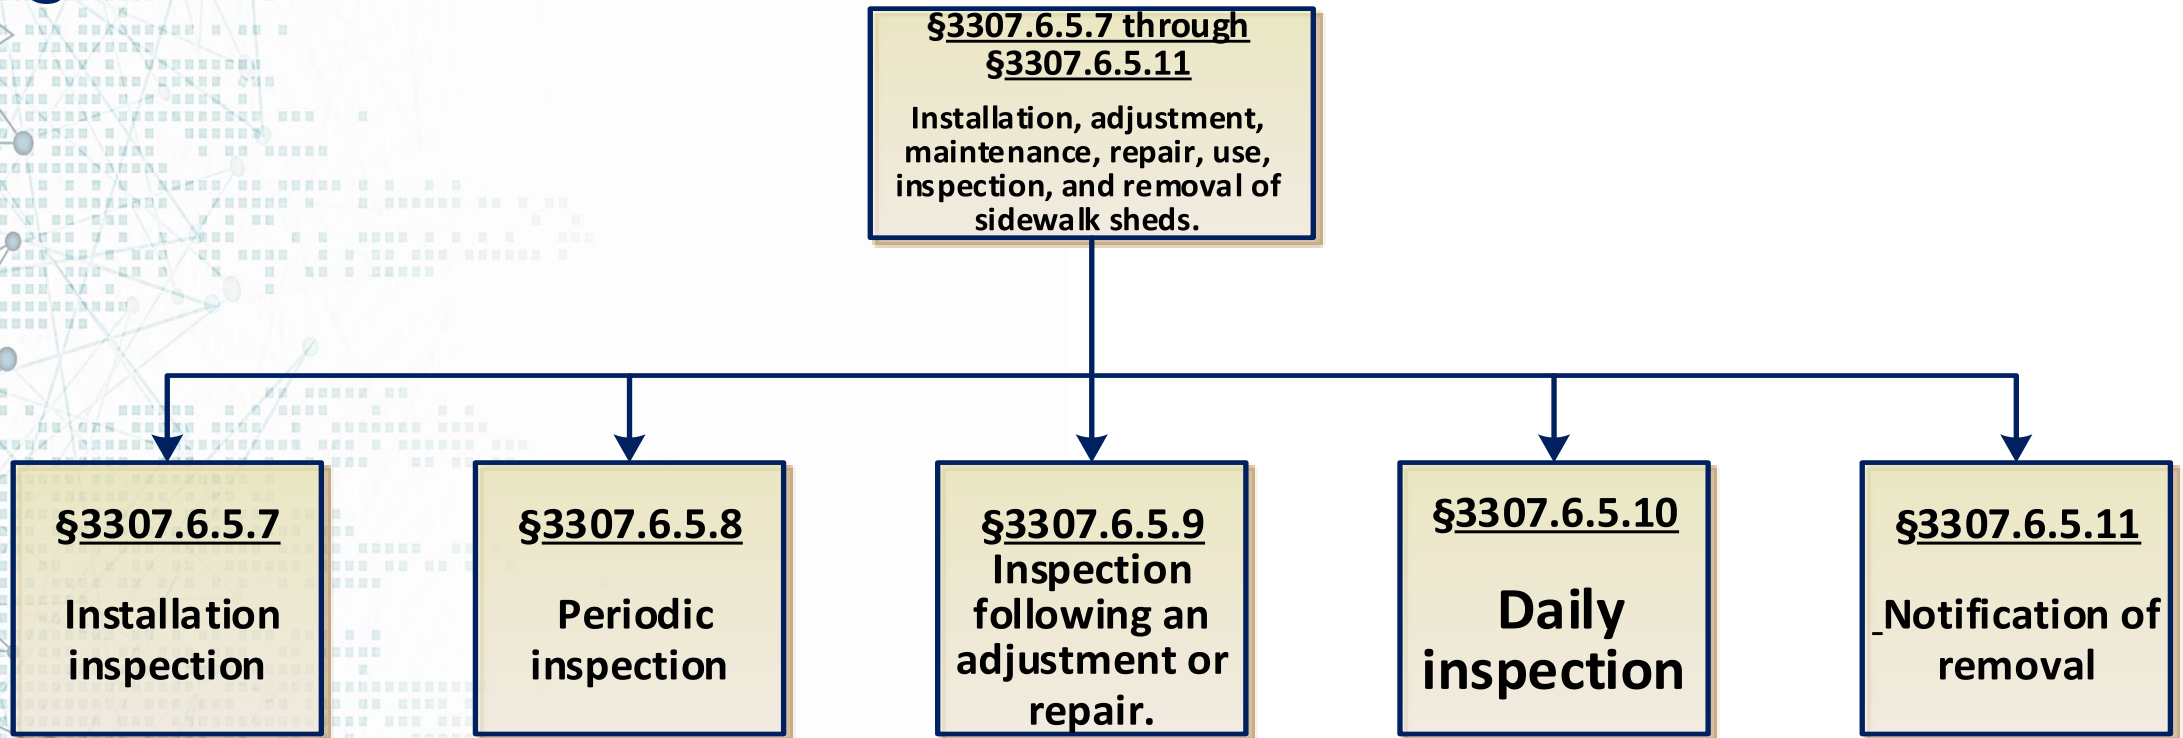 §3307.6.5.7 through
§3307.6.5.11
Installation, adjustment,
maintenance, repair, use,
inspection, and removal of
sidewalk sheds.
§3307.6.5.7
Installation
inspection
§3307.6.5.8
Periodic
inspection
§3307.6.5.9
Inspection
following an
adjustment or
repair.
§3307.6.5.10
Daily
inspection
§3307.6.5.11
Notification of
removal